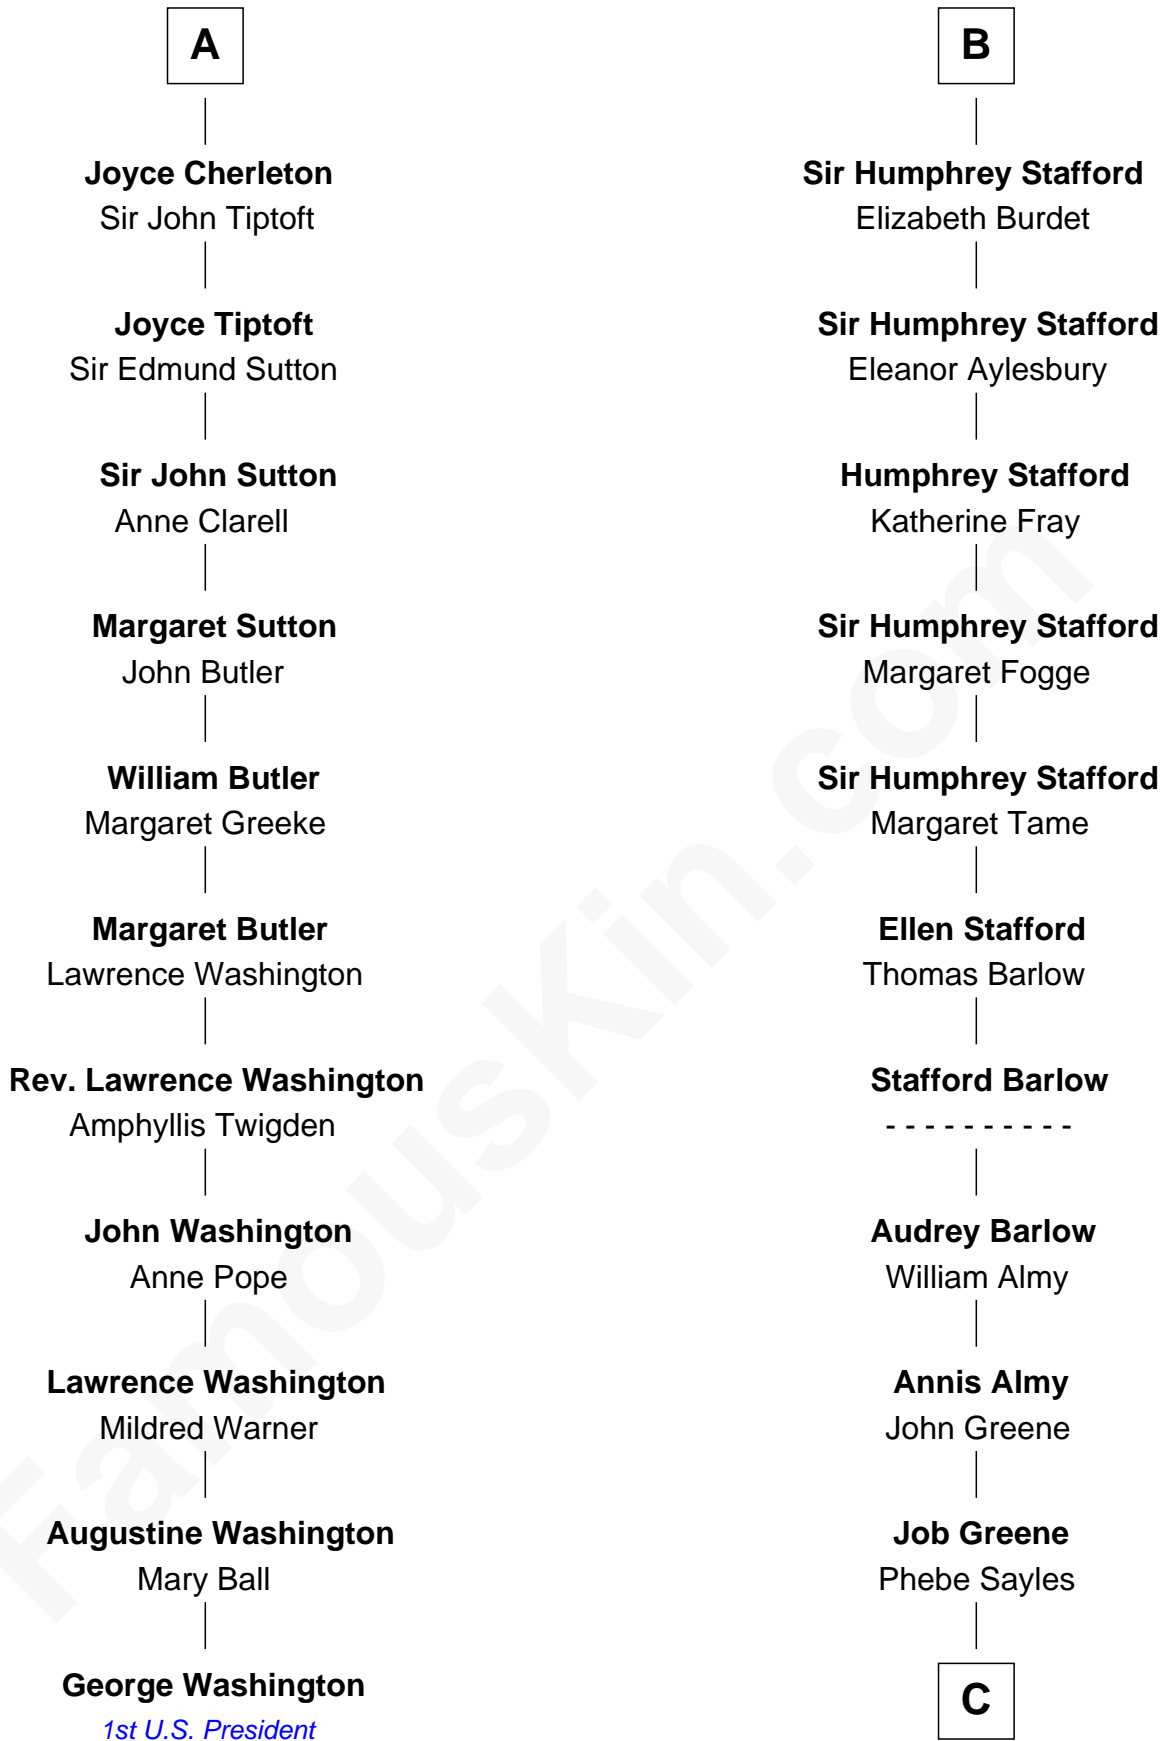 A
Joyce Cherleton
Sir John Tiptoft
Joyce Tiptoft
Sir Edmund Sutton
Sir John Sutton
Anne Clarell
Margaret Sutton
John Butler
William Butler
Margaret Greeke
Margaret Butler
Lawrence Washington
Rev. Lawrence Washington
Amphyllis Twigden
John Washington
Anne Pope
Lawrence Washington
Mildred Warner
Augustine Washington
Mary Ball
George Washington
1st U.S. President
B
Sir Humphrey Stafford
Elizabeth Burdet
Sir Humphrey Stafford
Eleanor Aylesbury
Humphrey Stafford
Katherine Fray
Sir Humphrey Stafford
Margaret Fogge
Sir Humphrey Stafford
Margaret Tame
Ellen Stafford
Thomas Barlow
Stafford Barlow
- - - - - - - - - -
Audrey Barlow
William Almy
Annis Almy
John Greene
Job Greene
Phebe Sayles
C
FamousKin.com